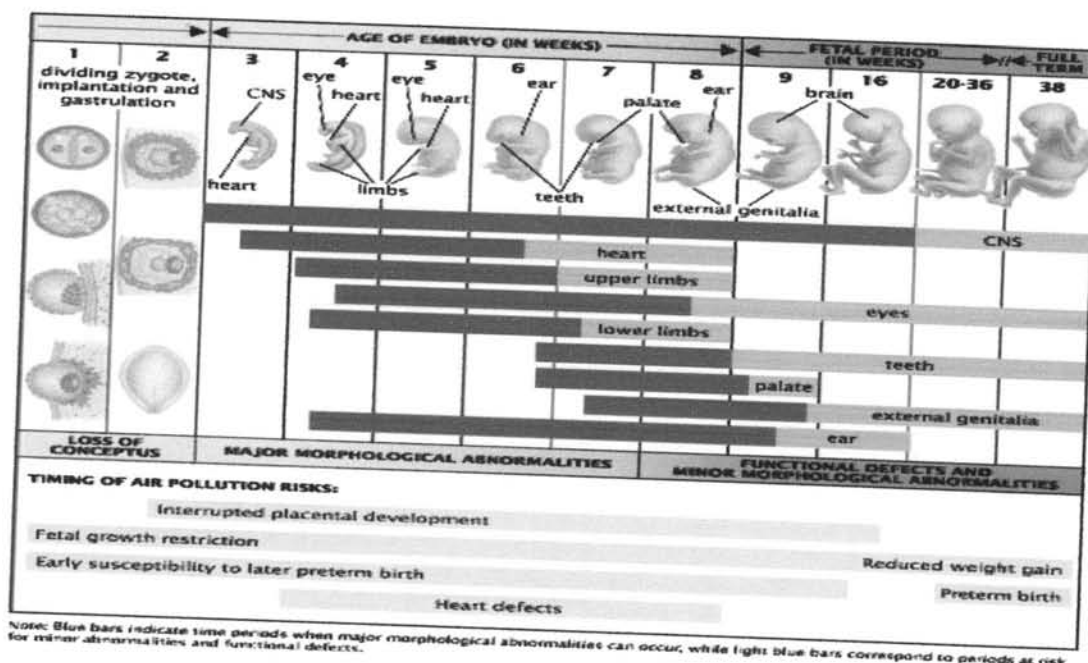 AGE OF EMBRYO (IN WEEKS)
FETAL PERIOD (IN WEEKS)
FULL TERM
1 2 3 4 5 6 7 8 9 16 20-36 38
dividing zygote,
implantation and
gastrulation
CNS
heart
eye heart
limbs
eye heart
ear
teeth
palate
ear
external genitalia
brain
CNS
heart
upper limbs
eyes
lower limbs
teeth
palate
external genitalia
ear
LOSS OF
CONCEPTUS
MAJOR MORPHOLOGICAL ABNORMALITIES
FUNCTIONAL DEFECTS AND
MINOR MORPHOLOGICAL ABNORMALITIES
TIMING OF AIR POLLUTION RISKS:
Interrupted placental development
Fetal growth restriction
Reduced weight gain
Early susceptibility to later preterm birth
Preterm birth
Heart defects
Note: Blue bars indicate time periods when major morphological abnormalities can occur, while light blue bars correspond to periods at risk
for minor abnormalities and functional defects.